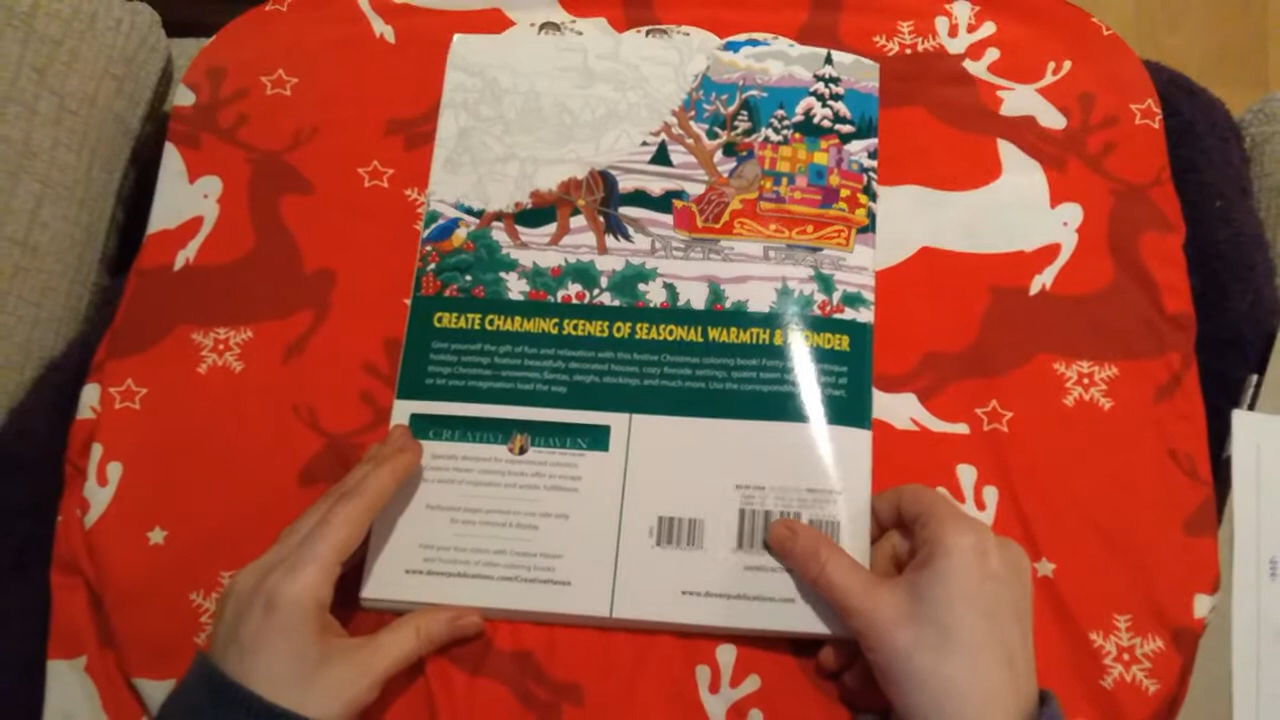 CREATE CHARMING SCENES OF SEASONAL WARMTH & WONDER
Give yourself the gift of fun and relaxation with this festive Christmas coloring book! Forty
holiday settings feature beautifully decorated houses, cozy fireside settings, quaint town and all
things Christmas—snowmen, Santas, sleighs, stockings, and much more. Use the corresponding chart,
or let your imagination lead the way.
CREATIVE HAVEN
Specially designed for experienced colorists,
Creative Haven coloring books offer an escape
to a world of inspiration and artistic fulfillment.
Perforated pages printed on one side only
for easy removal & display
Find your true colors with Creative Haven
and hundreds of other coloring books
www.doverpublications.com/CreativeHaven
www.doverpublications.com